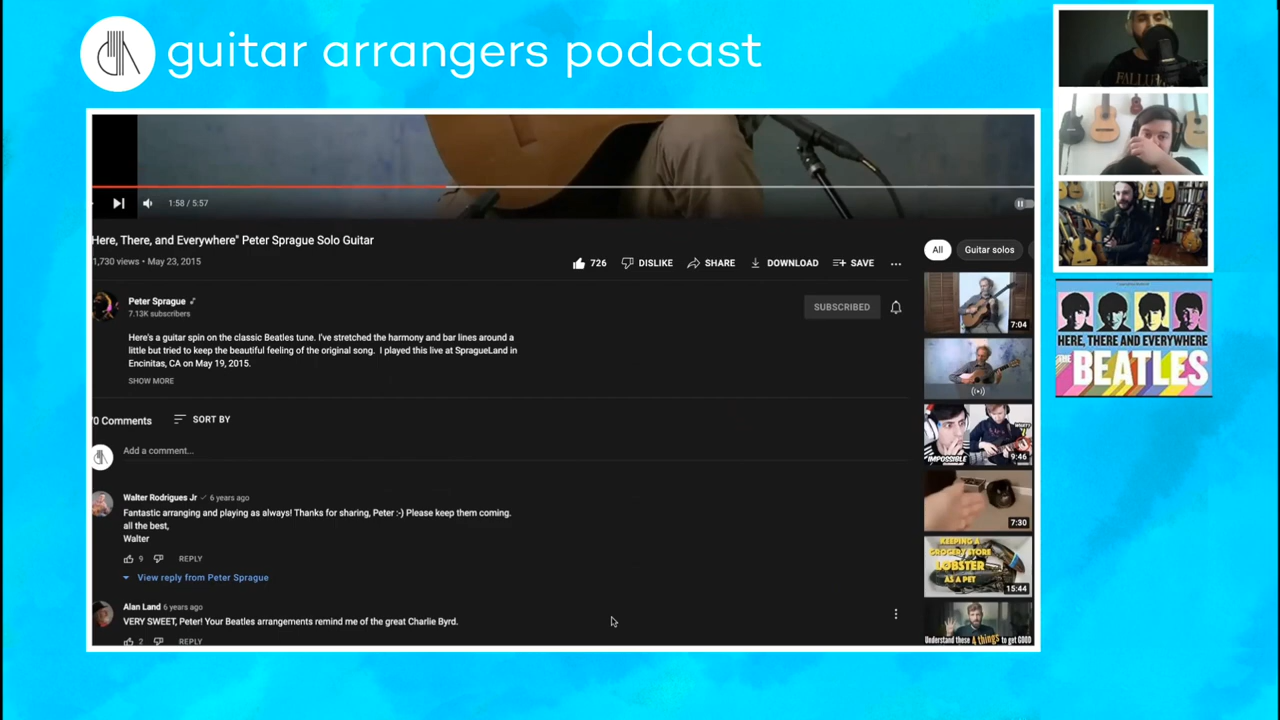 guitar arrangers podcast
FALLU
1:58 / 5:57
Here, There, and Everywhere" Peter Sprague Solo Guitar
1,730 views • May 23, 2015
726
DISLIKE
SHARE
DOWNLOAD
SAVE
All
Guitar solos
Peter Sprague
7.13K subscribers
SUBSCRIBED
Here's a guitar spin on the classic Beatles tune. I've stretched the harmony and bar lines around a
little but tried to keep the beautiful feeling of the original song. I played this live at SpragueLand in
Encinitas, CA on May 19, 2015.
SHOW MORE
0 Comments
SORT BY
Add a comment...
Walter Rodrigues Jr
6 years ago
Fantastic arranging and playing as always! Thanks for sharing, Peter :-) Please keep them coming.
all the best,
Walter
9
REPLY
View reply from Peter Sprague
Alan Land 6 years ago
VERY SWEET, Peter! Your Beatles arrangements remind me of the great Charlie Byrd.
2
REPLY
7:04
IMPOSSIBLE
WHAT?!
9:46
7:30
KEEPING A
GROCERY STORE
LOBSTER
AS A PET
15:44
Understand these 4 things to get GOOD
HERE, THERE AND EVERYWHERE
THE
BEATLES